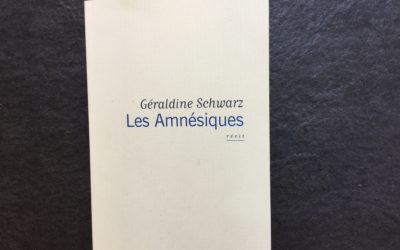 Géraldine Schwarz
Les Amnésiques
récit